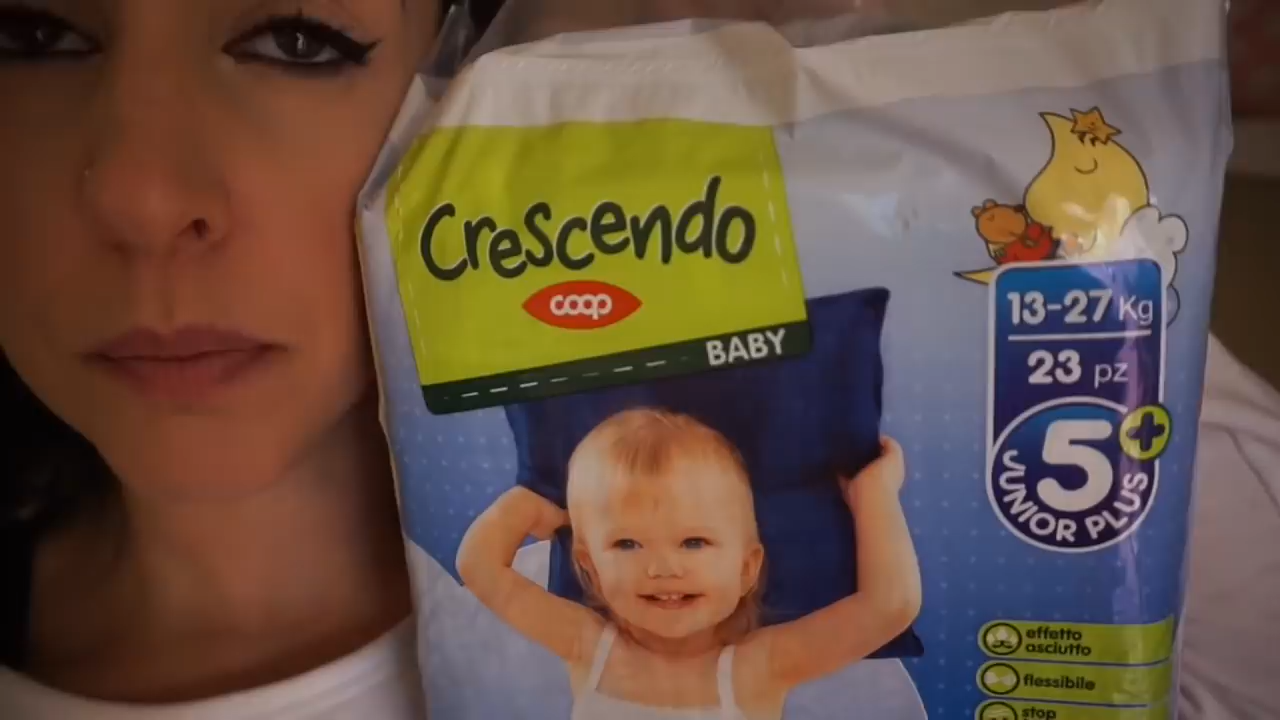 Crescendo
coop
BABY
13-27 Kg
23 pz
5+
JUNIOR PLUS
effetto
asciutto
flessibile
stop